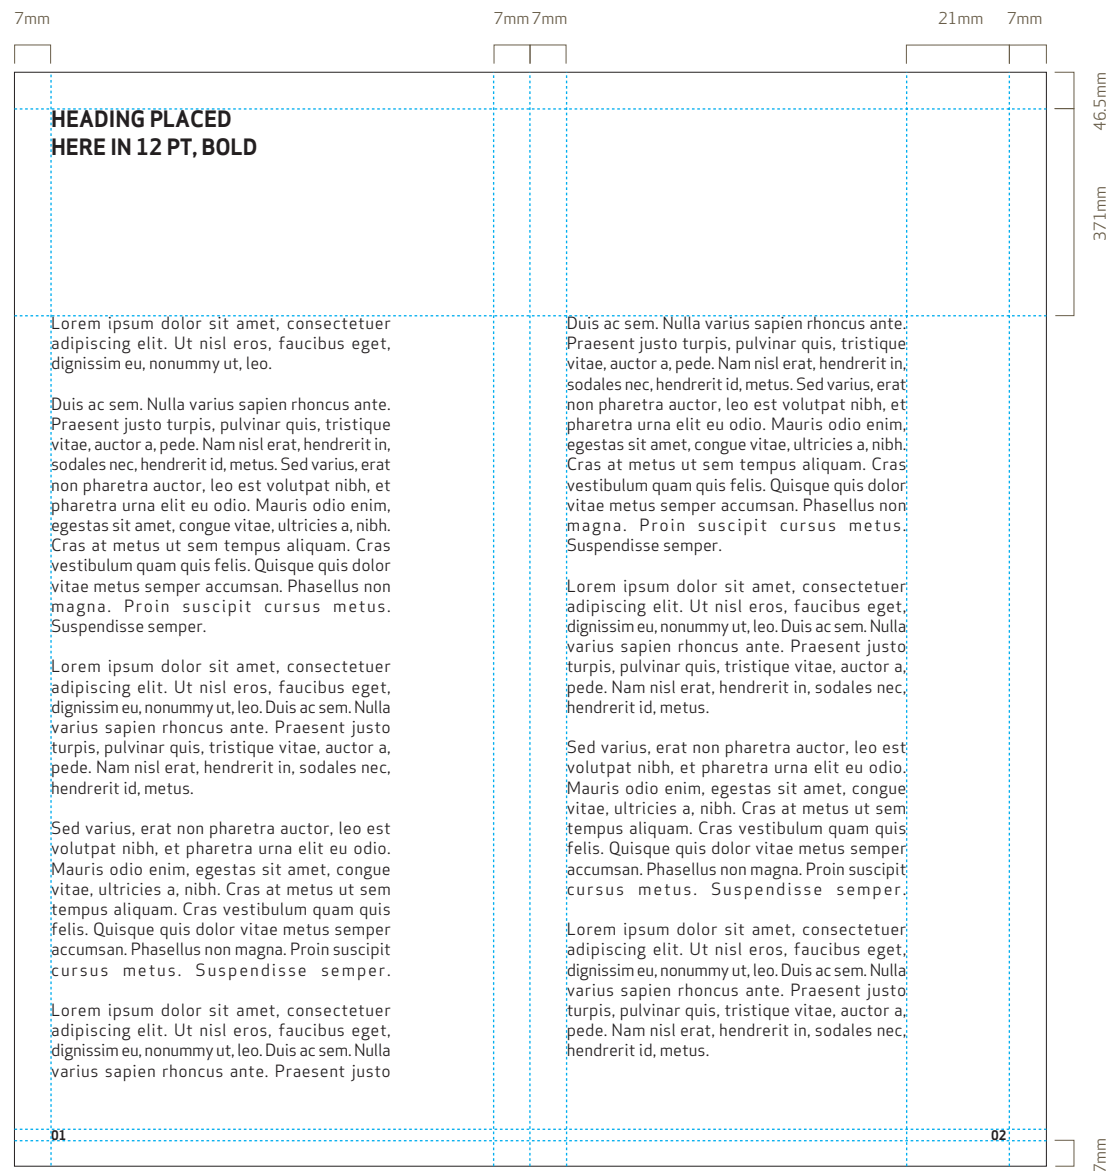 7mm
7mm 7mm
21mm
7mm
46.5mm
371mm
HEADING PLACED
HERE IN 12 PT, BOLD
Lorem ipsum dolor sit amet, consectetuer
adipiscing elit. Ut nisl eros, faucibus eget,
dignissim eu, nonummy ut, leo.
Duis ac sem. Nulla varius sapien rhoncus ante.
Praesent justo turpis, pulvinar quis, tristique
vitae, auctor a, pede. Nam nisl erat, hendrerit in,
sodales nec, hendrerit id, metus. Sed varius, erat
non pharetra auctor, leo est volutpat nibh, et
pharetra urna elit eu odio. Mauris odio enim,
egestas sit amet, congue vitae, ultricies a, nibh.
Cras at metus ut sem tempus aliquam. Cras
vestibulum quam quis felis. Quisque quis dolor
vitae metus semper accumsan. Phasellus non
magna. Proin suscipit cursus metus.
Suspendisse semper.
Lorem ipsum dolor sit amet, consectetuer
adipiscing elit. Ut nisl eros, faucibus eget,
dignissim eu, nonummy ut, leo. Duis ac sem. Nulla
varius sapien rhoncus ante. Praesent justo
turpis, pulvinar quis, tristique vitae, auctor a,
pede. Nam nisl erat, hendrerit in, sodales nec,
hendrerit id, metus.
Sed varius, erat non pharetra auctor, leo est
volutpat nibh, et pharetra urna elit eu odio.
Mauris odio enim, egestas sit amet, congue
vitae, ultricies a, nibh. Cras at metus ut sem
tempus aliquam. Cras vestibulum quam quis
felis. Quisque quis dolor vitae metus semper
accumsan. Phasellus non magna. Proin suscipit
cursus metus. Suspendisse semper.
Lorem ipsum dolor sit amet, consectetuer
adipiscing elit. Ut nisl eros, faucibus eget,
dignissim eu, nonummy ut, leo. Duis ac sem. Nulla
varius sapien rhoncus ante. Praesent justo
01
Duis ac sem. Nulla varius sapien rhoncus ante.
Praesent justo turpis, pulvinar quis, tristique
vitae, auctor a, pede. Nam nisl erat, hendrerit in,
sodales nec, hendrerit id, metus. Sed varius, erat
non pharetra auctor, leo est volutpat nibh, et
pharetra urna elit eu odio. Mauris odio enim,
egestas sit amet, congue vitae, ultricies a, nibh.
Cras at metus ut sem tempus aliquam. Cras
vestibulum quam quis felis. Quisque quis dolor
vitae metus semper accumsan. Phasellus non
magna. Proin suscipit cursus metus.
Suspendisse semper.
Lorem ipsum dolor sit amet, consectetuer
adipiscing elit. Ut nisl eros, faucibus eget,
dignissim eu, nonummy ut, leo. Duis ac sem. Nulla
varius sapien rhoncus ante. Praesent justo
turpis, pulvinar quis, tristique vitae, auctor a,
pede. Nam nisl erat, hendrerit in, sodales nec,
hendrerit id, metus.
Sed varius, erat non pharetra auctor, leo est
volutpat nibh, et pharetra urna elit eu odio.
Mauris odio enim, egestas sit amet, congue
vitae, ultricies a, nibh. Cras at metus ut sem
tempus aliquam. Cras vestibulum quam quis
felis. Quisque quis dolor vitae metus semper
accumsan. Phasellus non magna. Proin suscipit
cursus metus. Suspendisse semper.
Lorem ipsum dolor sit amet, consectetuer
adipiscing elit. Ut nisl eros, faucibus eget,
dignissim eu, nonummy ut, leo. Duis ac sem. Nulla
varius sapien rhoncus ante. Praesent justo
turpis, pulvinar quis, tristique vitae, auctor a,
pede. Nam nisl erat, hendrerit in, sodales nec,
hendrerit id, metus.
02
7mm